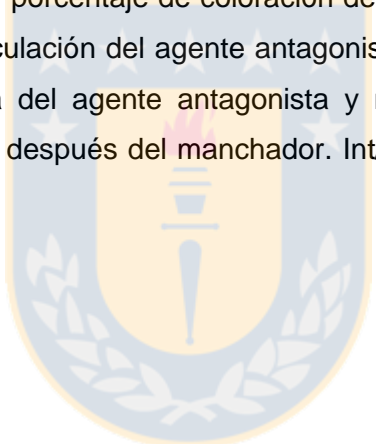 porcentaje de coloración de
culación del agente antagonis
a del agente antagonista y
después del manchador. Int